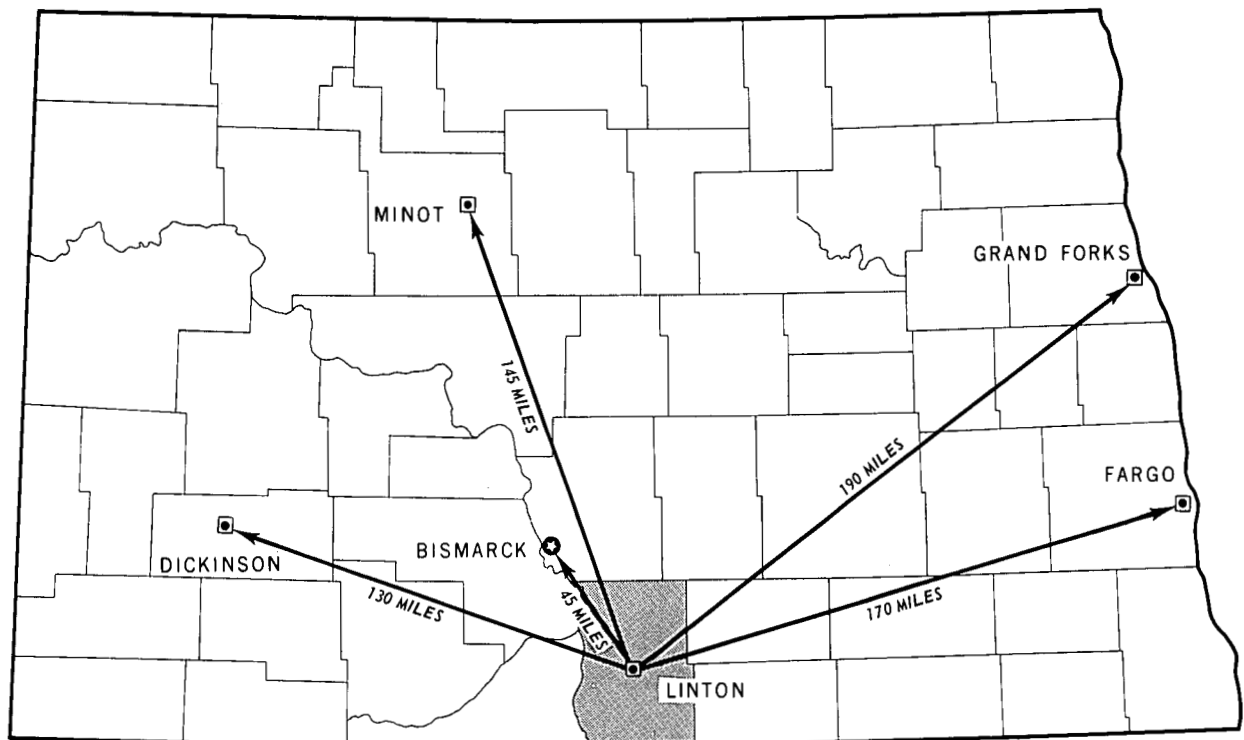 MINOT
GRAND FORKS
145 MILES
190 MILES
FARGO
BISMARCK
DICKINSON
130 MILES
45 MILES
170 MILES
LINTON